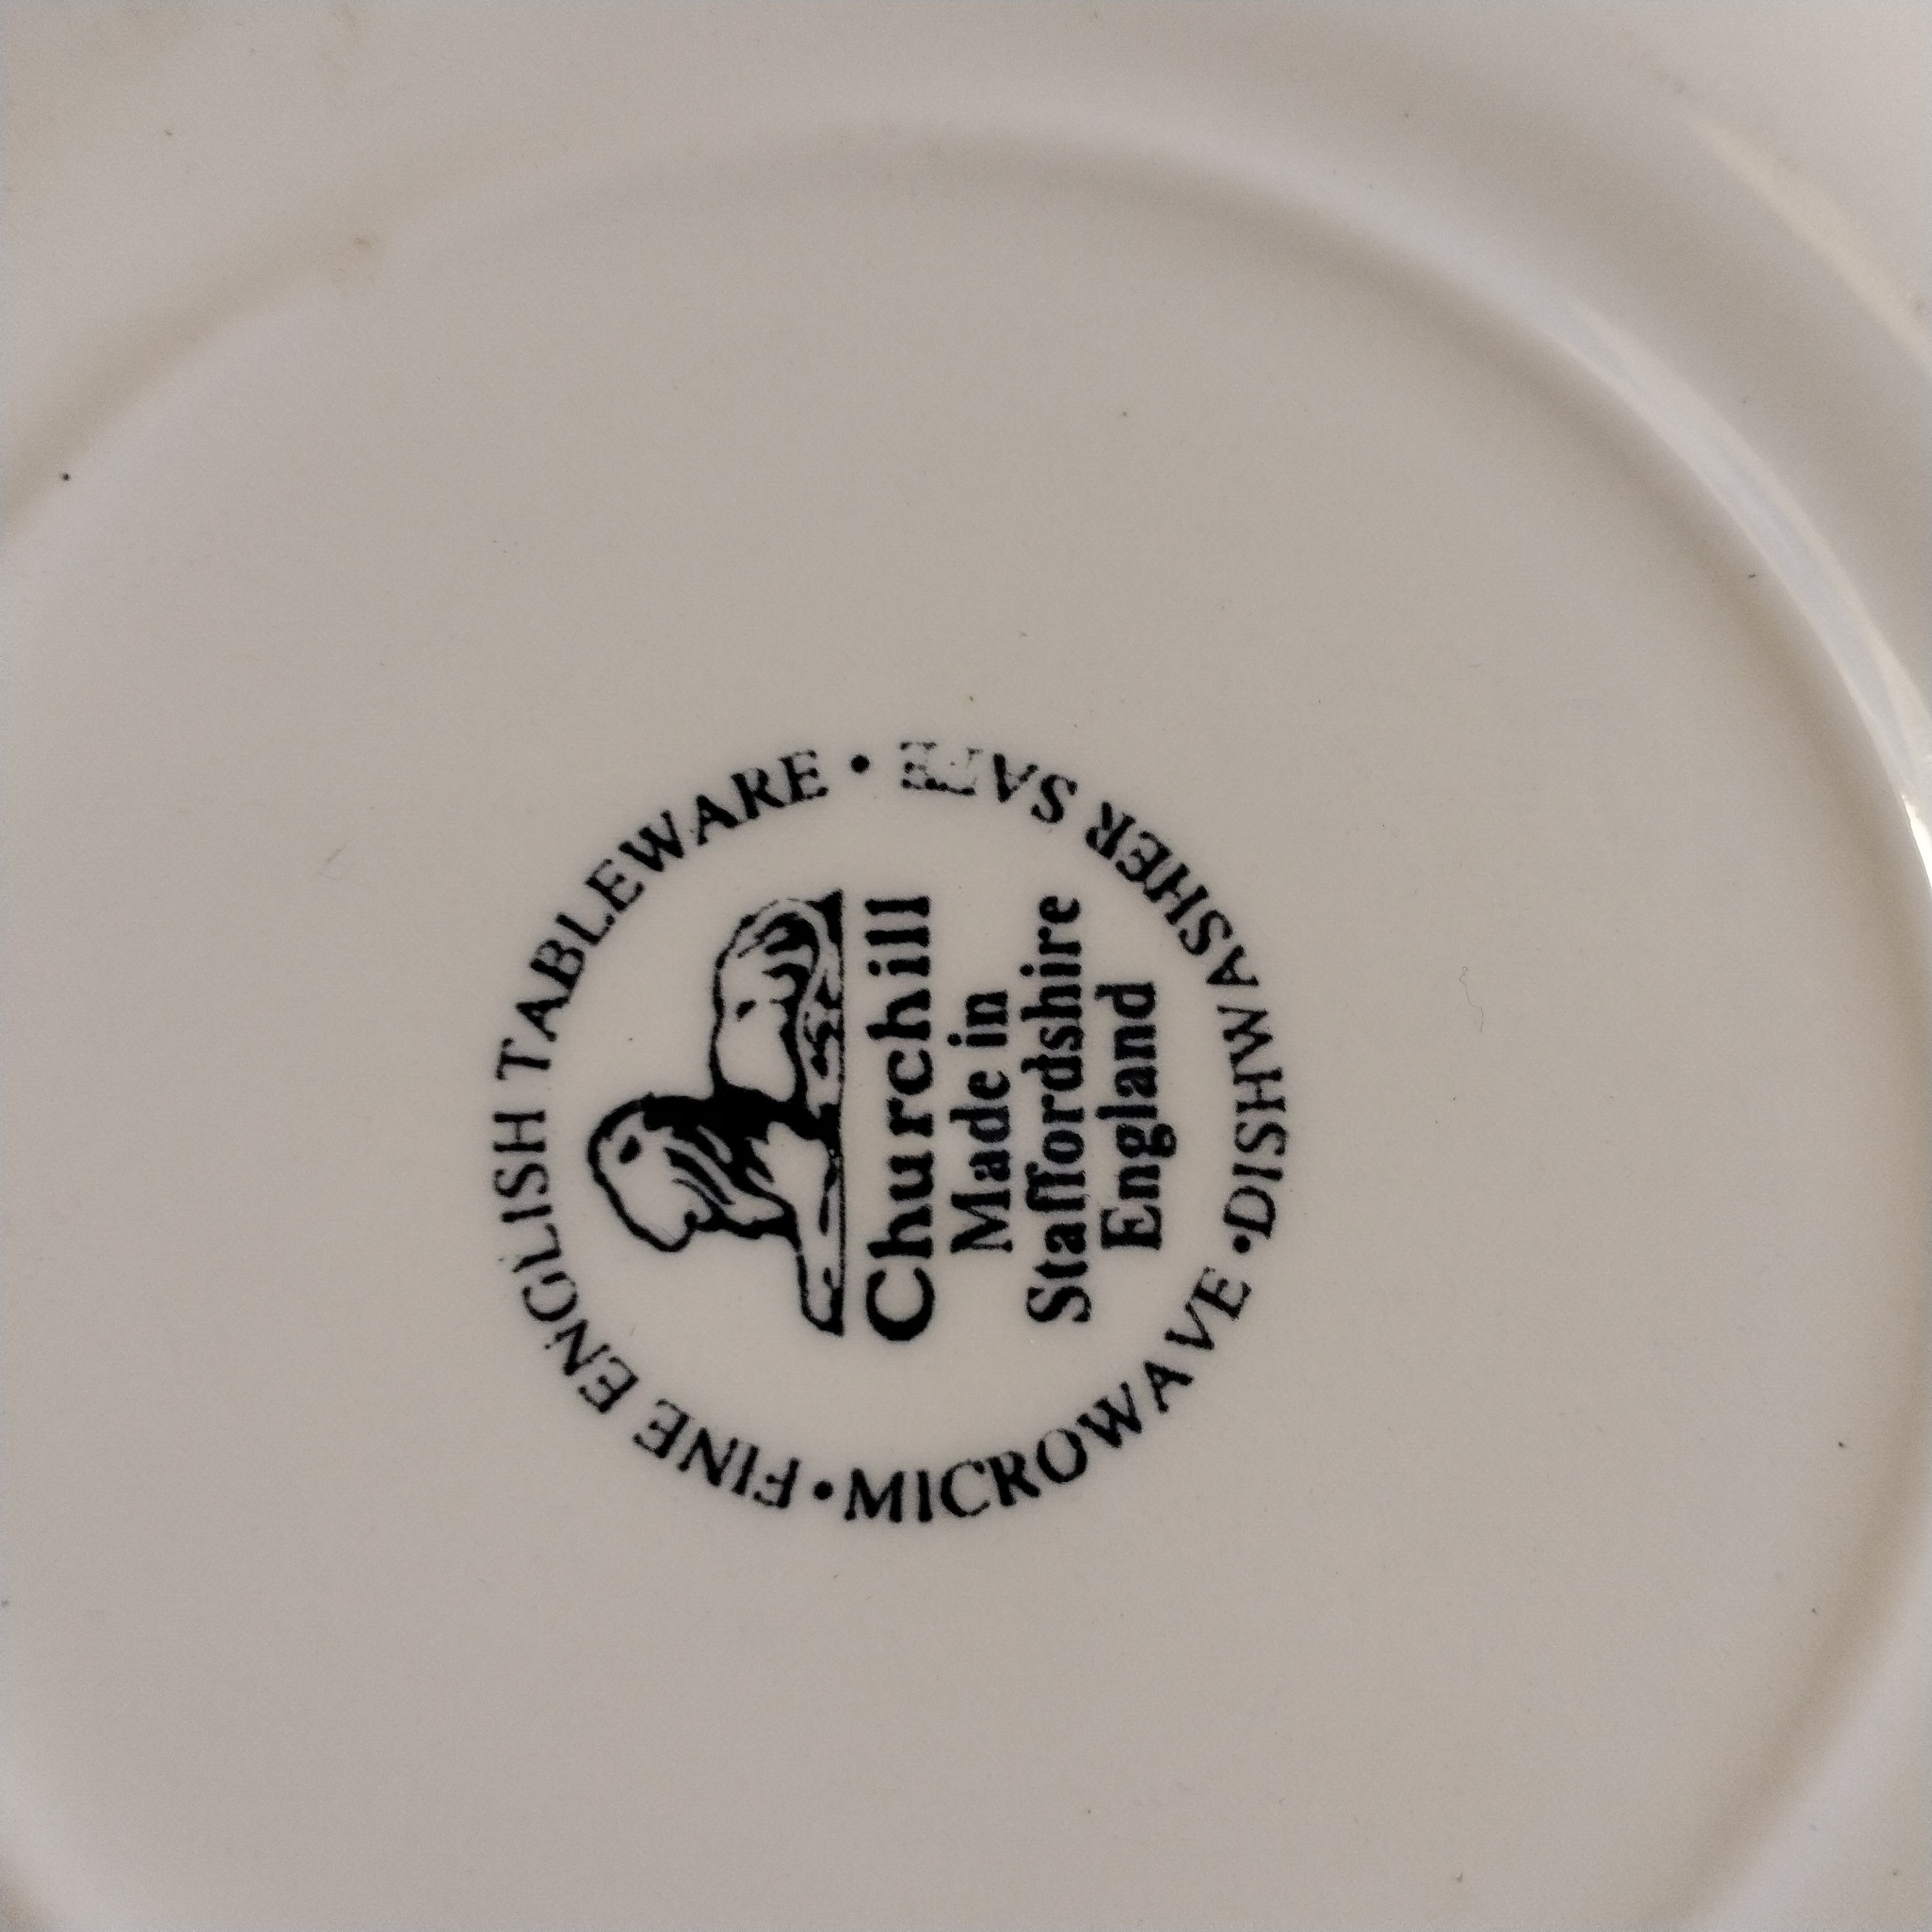 FINE ENGLISH TABLEWARE •
Churchill
Made in
Staffordshire
England
• MICROWAVE • DISHWASHER SAFE